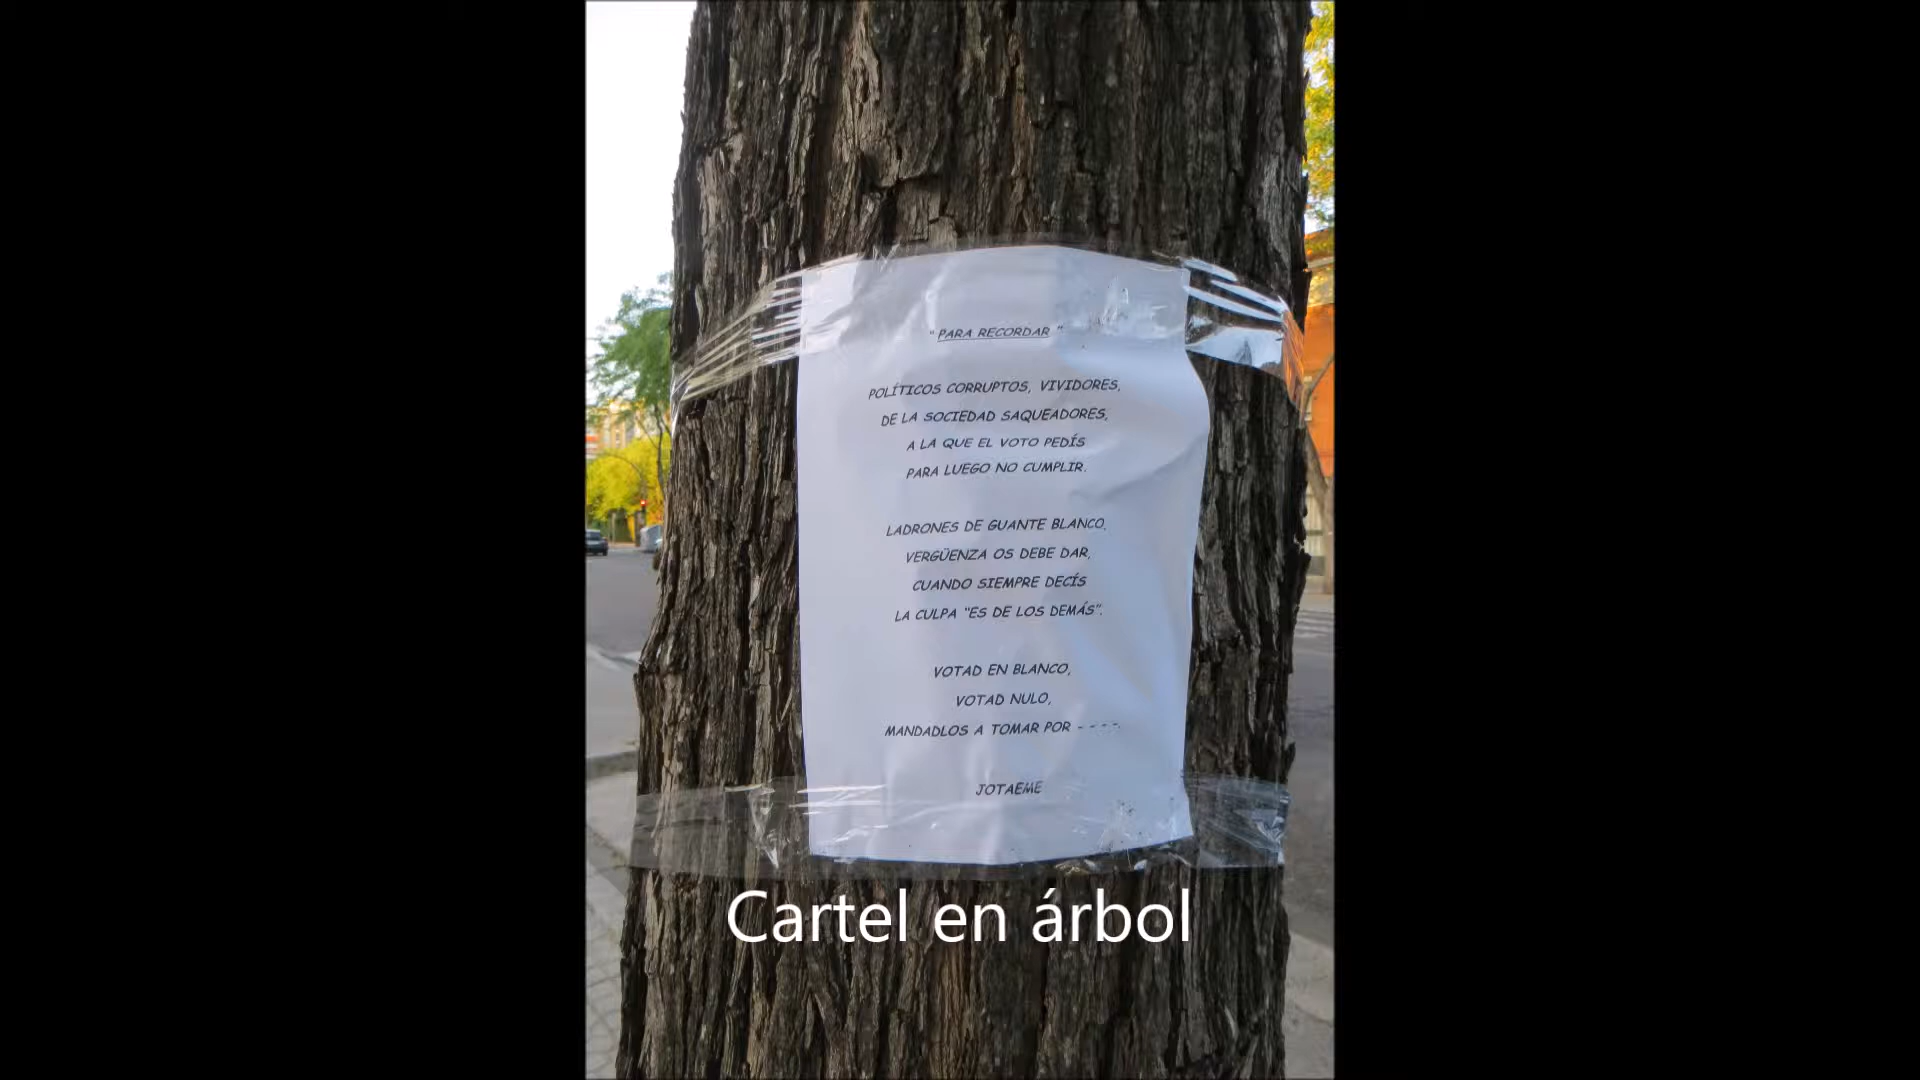 " PARA RECORDAR "
POLÍTICOS CORRUPTOS, VIVIDORES,
DE LA SOCIEDAD SAQUEADORES,
A LA QUE EL VOTO PEDÍS
PARA LUEGO NO CUMPLIR.
LADRONES DE GUANTE BLANCO,
VERGÜENZA OS DEBE DAR,
CUANDO SIEMPRE DECÍS
LA CULPA "ES DE LOS DEMÁS".
VOTAD EN BLANCO,
VOTAD NULO,
MANDADLOS A TOMAR POR - - - -.
JOTAEME
Cartel en árbol